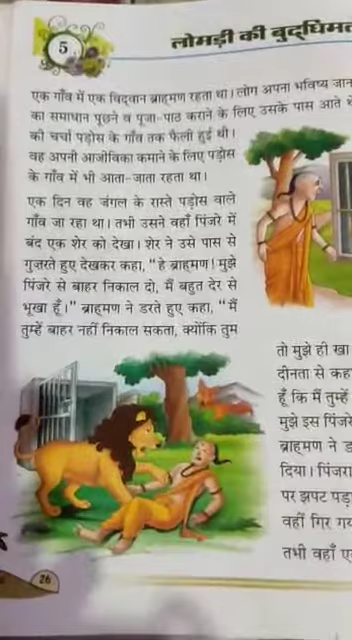 5
लोमड़ी की बुद्धिमत
एक गाँव में एक विद्वान ब्राह्मण रहता था। लोग अपना भविष्य जान
का समाधान पूछने व पूजा-पाठ कराने के लिए उसके पास आते थ
की चर्चा पड़ोस के गाँव तक फैली हुई थी।
वह अपनी आजीविका कमाने के लिए पड़ोस
के गाँव में भी आता-जाता रहता था।
एक दिन वह जंगल के रास्ते पड़ोस वाले
गाँव जा रहा था। तभी उसने वहाँ पिंजरे में
बंद एक शेर को देखा। शेर ने उसे पास से
गुज़रते हुए देखकर कहा, “हे ब्राह्मण! मुझे
पिंजरे से बाहर निकाल दो, मैं बहुत देर से
भूखा हूँ।” ब्राह्मण ने डरते हुए कहा, “मैं
तुम्हें बाहर नहीं निकाल सकता, क्योंकि तुम
तो मुझे ही खा
दीनता से कह
हूँ कि मैं तुम्हें
मुझे इस पिंजरे
ब्राह्मण ने ड
दिया। पिंजरा
पर झपट पड़
वहीं गिर गय
तभी वहाँ ए
26